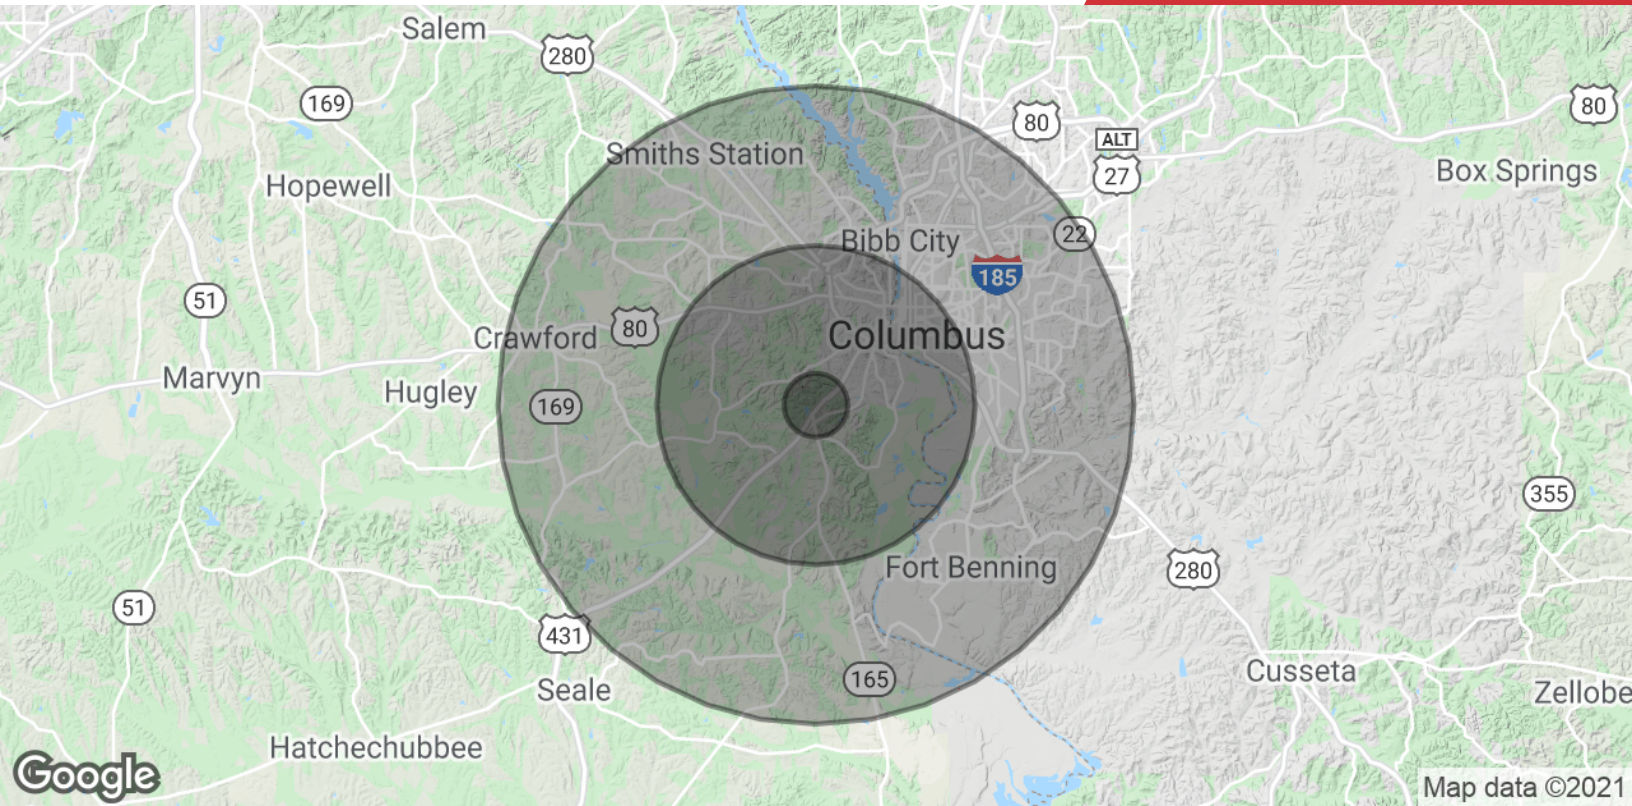 Salem
280
169
80
80
ALT
27
Smiths Station
Hopewell
Box Springs
22
Bibb City
185
51
80
Crawford
Columbus
Marvyn
Hugley
169
355
Fort Benning
280
51
431
Cusseta
165
Seale
Zellobe
Hatchechubbee
Google
Map data ©2021